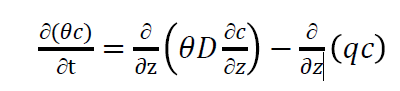 ∂(θc)/∂t = ∂/∂z (θD ∂c/∂z) − ∂/∂z (qc)